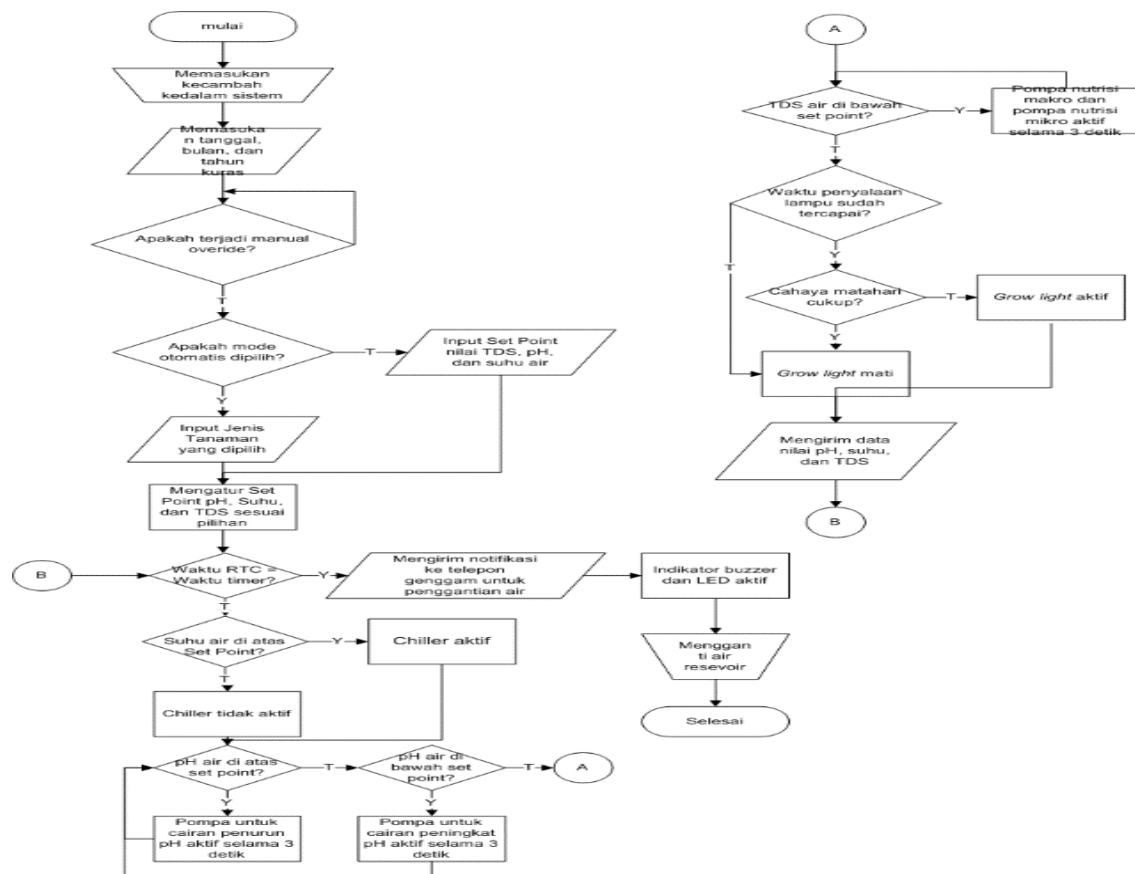 mulai
Memasukan
kecambah
kedalam sistem
Memasuka
n tanggal,
bulan, dan
tahun
kuras
Apakah terjadi manual
overide?
T
Apakah mode
otomatis dipilih?
T
Input Set Point
nilai TDS, pH,
dan suhu air
Y
Input Jenis
Tanaman
yang dipilih
Mengatur Set
Point pH, Suhu,
dan TDS sesuai
pilihan
B
Waktu RTC =
Waktu timer?
Y
Mengirim notifikasi
ke telepon
genggam untuk
penggantian air
Indikator buzzer
dan LED aktif
Menggan
ti air
resevoir
Selesai
T
Suhu air di atas
Set Point?
Y
Chiller aktif
T
Chiller tidak aktif
pH air di atas
set point?
T
pH air di
bawah set
point?
T
A
Y
Y
Pompa untuk
cairan penurun
pH aktif selama 3
detik
Pompa untuk
cairan peningkat
pH aktif selama 3
detik
A
TDS air di bawah
set point?
Y
Pompa nutrisi
makro dan
pompa nutrisi
mikro aktif
selama 3 detik
T
Waktu penyalaan
lampu sudah
tercapai?
T
Y
Cahaya matahari
cukup?
T
Grow light aktif
Y
Grow light mati
Mengirim data
nilai pH, suhu,
dan TDS
B